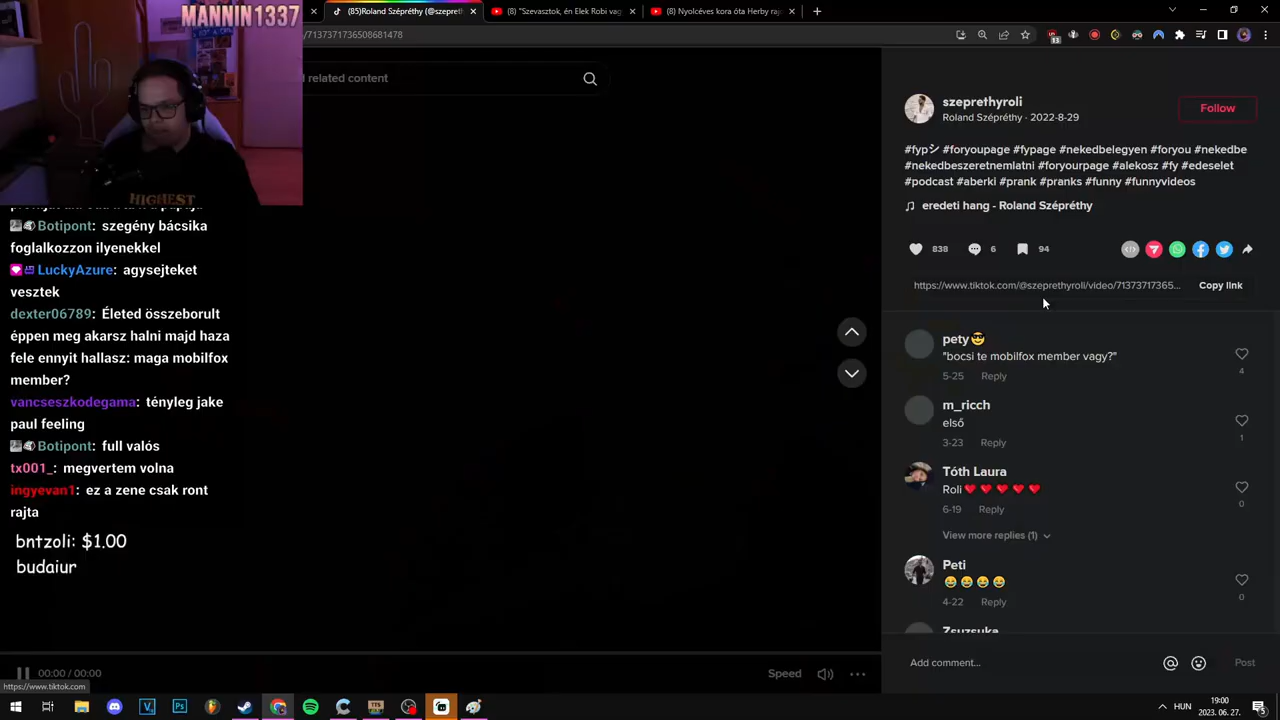 MANNIN1337
(85)Roland Szépréthy (@szepret
(8) "Szevasztok, én Elek Robi vag
(8) Nyolcéves kora óta Herby raj
/7137371736508681478
13
related content
szeprethyroli
Roland Szépréthy · 2022-8-29
Follow
#fypシ #foryoupage #fypage #nekedbelegyen #foryou #nekedbe
#nekedbeszeretnemlatni #foryourpage #alekosz #fy #edeselet
#podcast #aberki #prank #pranks #funny #funnyvideos
eredeti hang - Roland Szépréthy
838
6
94
https://www.tiktok.com/@szeprethyroli/video/71373717365...
Copy link
pety😎
"bocsi te mobilfox member vagy?"
5-25 Reply
4
m_ricch
első
3-23 Reply
1
Tóth Laura
Roli❤️❤️❤️❤️❤️
6-19 Reply
0
View more replies (1)
Peti
😂😂😂😂
4-22 Reply
0
Zsuzsuka
Add comment...
Post
Botipont: szegény bácsika
foglalkozzon ilyenekkel
LuckyAzure: agysejteket
vesztek
dexter06789: Életed összeborult
éppen meg akarsz halni majd haza
fele ennyit hallasz: maga mobilfox
member?
vancseszkodegama: tényleg jake
paul feeling
Botipont: full valós
tx001_: megvertem volna
ingyevan1: ez a zene csak ront
rajta
bntzoli: $1.00
budaiur
HIGHEST
00:00 / 00:00
Speed
https://www.tiktok.com
HUN
19:00
2023. 06. 27.